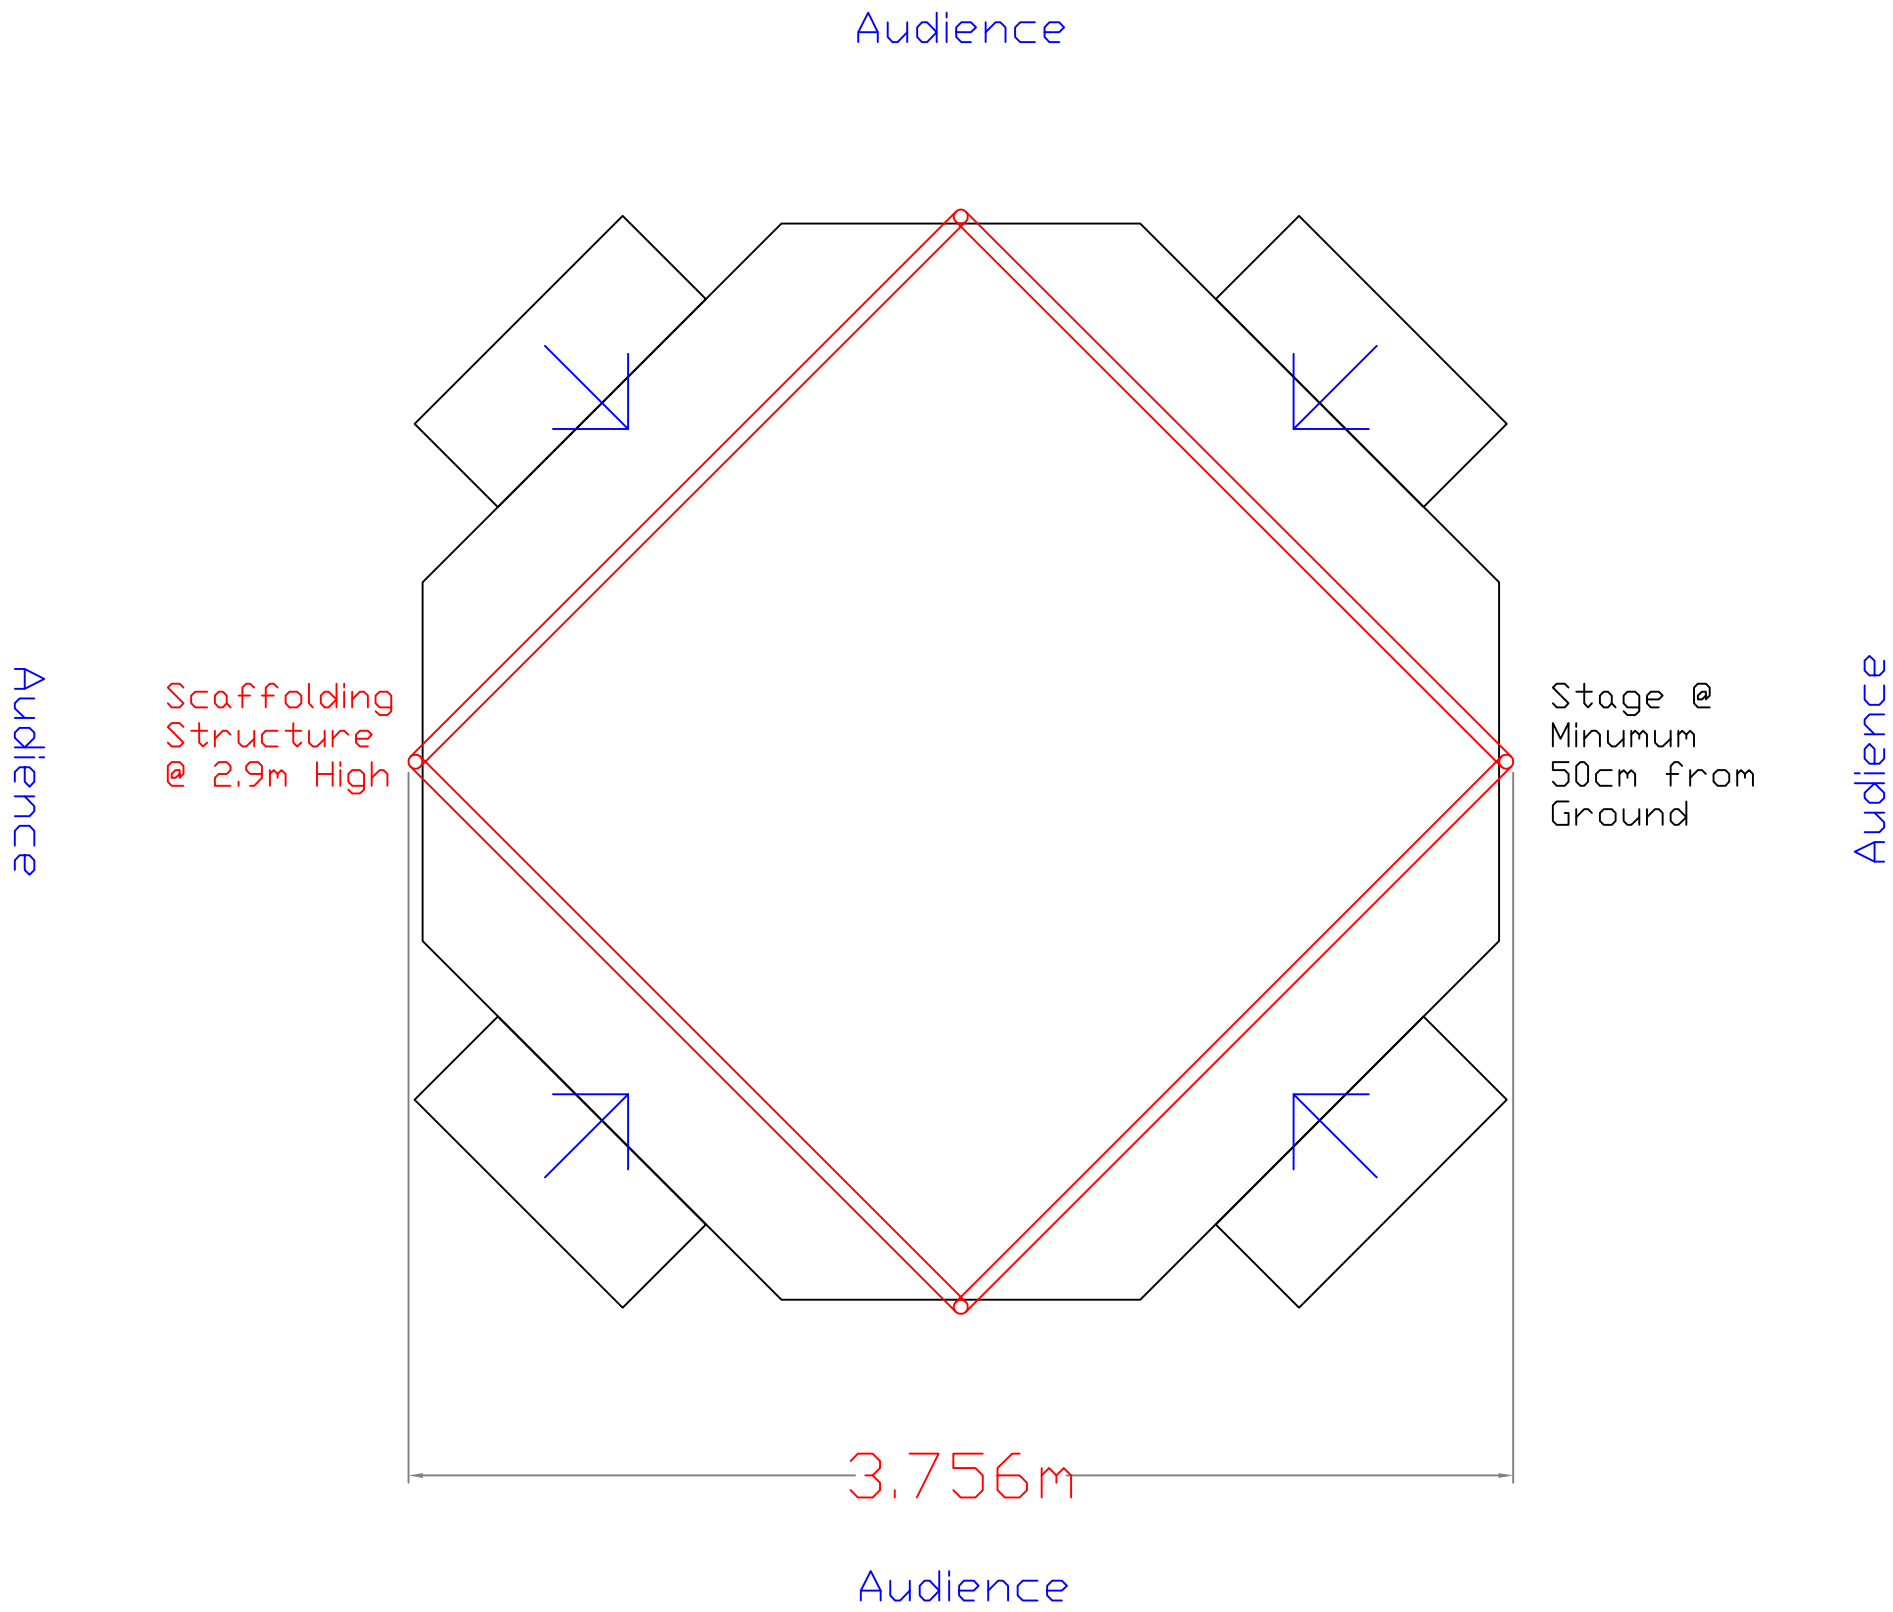 Audience
Audience
Scaffolding
Structure
@ 2.9m High
Stage @
Minumum
50cm from
Ground
Audience
3.756m
Audience